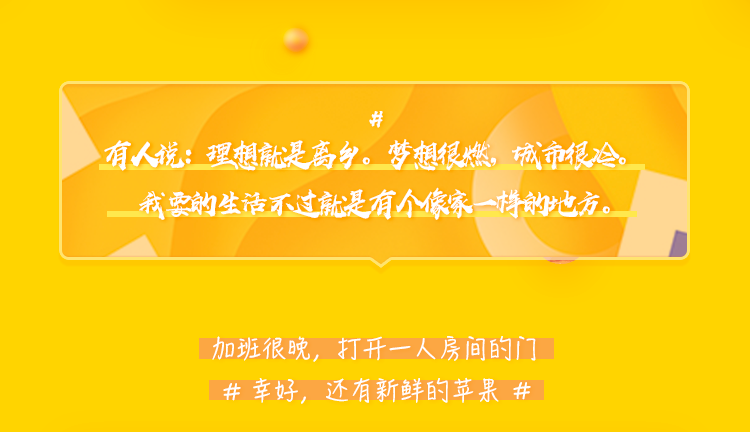 #
有人说：理想就是离乡。梦想很燃，城市很冷。
我要的生活不过就是有个像家一样的地方。
加班很晚，打开一人房间的门
# 幸好，还有新鲜的苹果 #